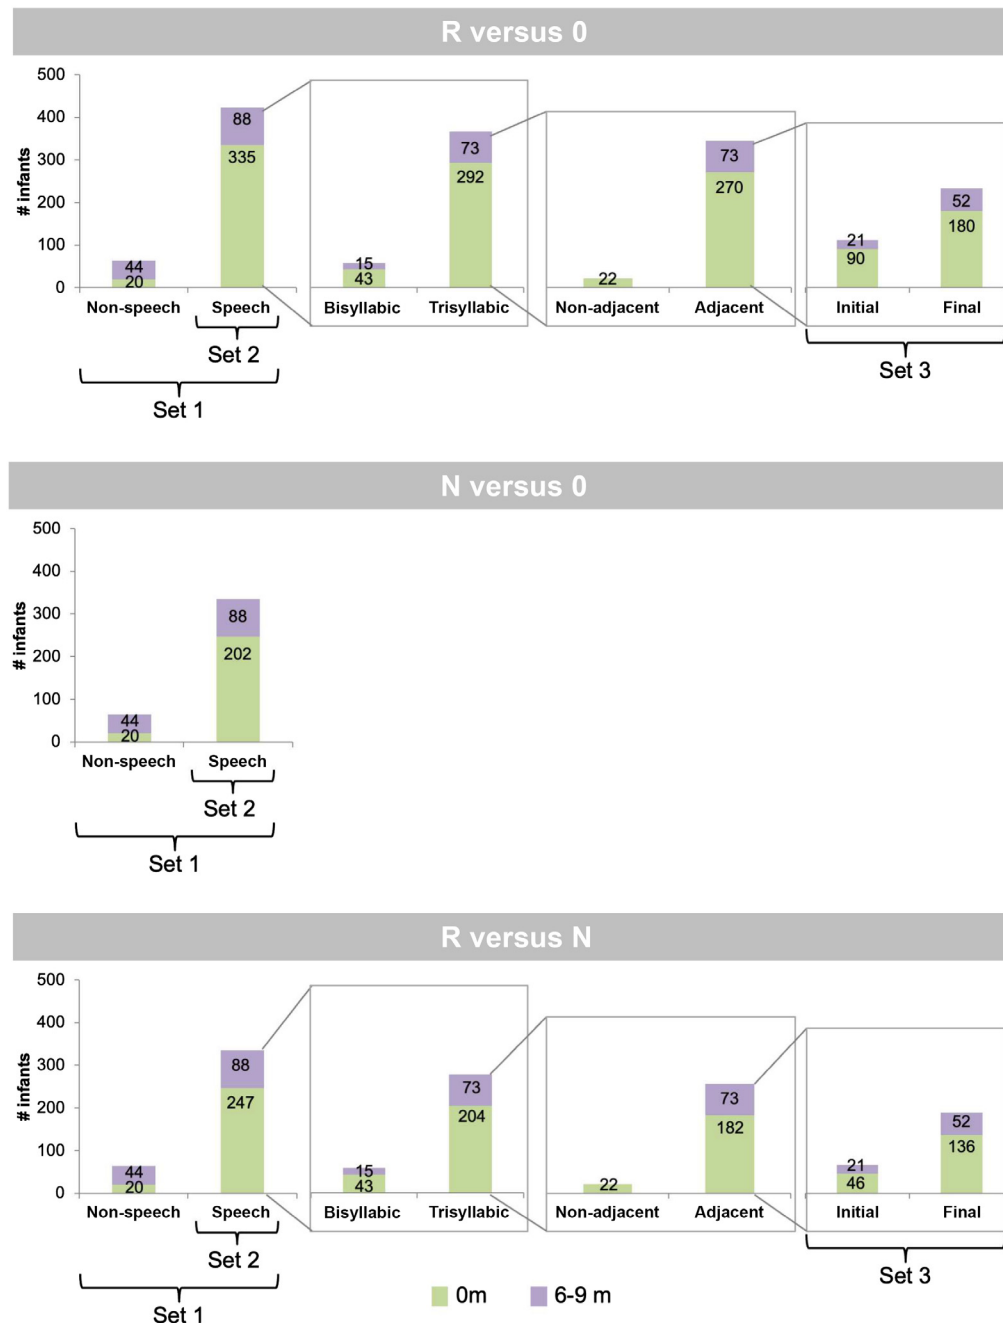 R versus 0
500
400
300
200
100
0
# infants
88
335
44
20
Non-speech Speech
73
292
15
43
Bisyllabic Trisyllabic
73
270
22
Non-adjacent Adjacent
52
180
21
90
Initial Final
Set 2
Set 1
Set 3
N versus 0
500
400
300
200
100
0
# infants
88
202
44
20
Non-speech Speech
Set 2
Set 1
R versus N
500
400
300
200
100
0
# infants
88
247
44
20
Non-speech Speech
73
204
15
43
Bisyllabic Trisyllabic
73
182
22
Non-adjacent Adjacent
52
136
21
46
Initial Final
Set 2
Set 1
Set 3
0m 6-9 m